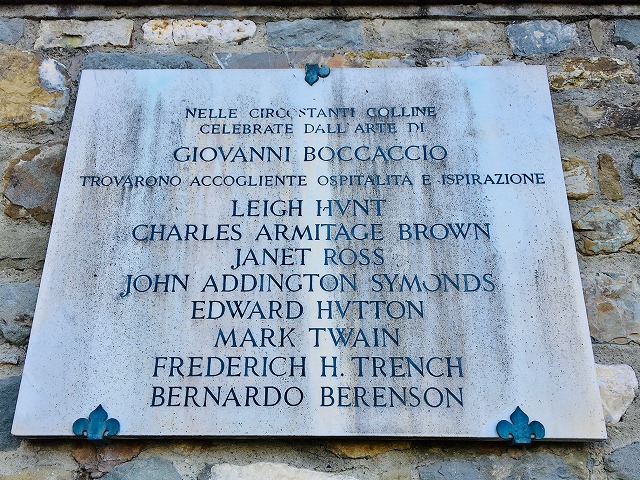 NELLE CIRCOSTANTI COLLINE
CELEBRATE DALL'ARTE DI
GIOVANNI BOCCACCIO
TROVARONO ACCOGLIENTE OSPITALITA E ISPIRAZIONE
LEIGH HVNT
CHARLES ARMITAGE BROWN
JANET ROSS
JOHN ADDINGTON SYMONDS
EDWARD HVTTON
MARK TWAIN
FREDERICH H. TRENCH
BERNARDO BERENSON